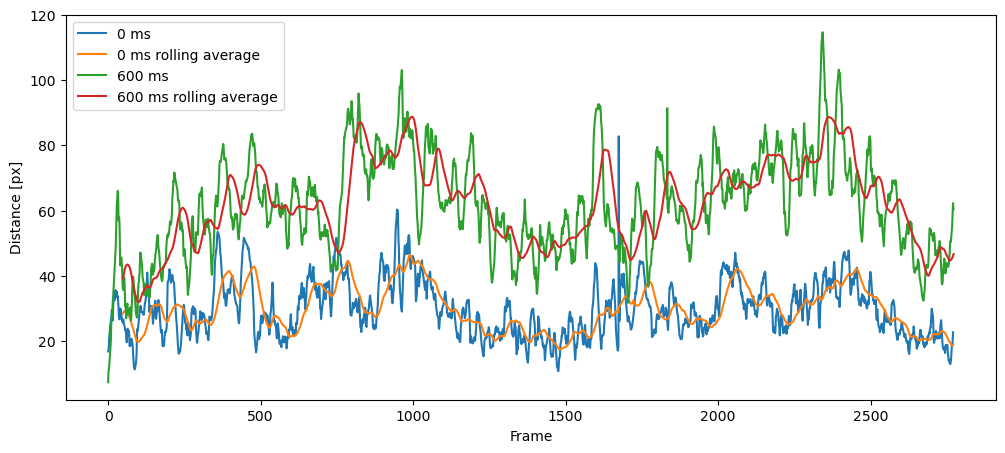 0 ms
0 ms rolling average
600 ms
600 ms rolling average
Distance [px]
120
100
80
60
40
20
0 500 1000 1500 2000 2500
Frame